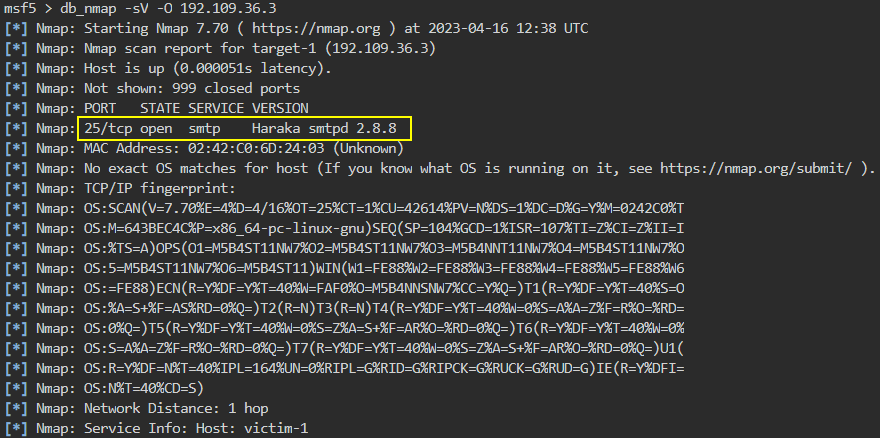 msf5 > db_nmap -sV -O 192.109.36.3
[*] Nmap: Starting Nmap 7.70 ( https://nmap.org ) at 2023-04-16 12:38 UTC
[*] Nmap: Nmap scan report for target-1 (192.109.36.3)
[*] Nmap: Host is up (0.000051s latency).
[*] Nmap: Not shown: 999 closed ports
[*] Nmap: PORT   STATE SERVICE VERSION
[*] Nmap: 25/tcp open  smtp    Haraka smtpd 2.8.8
[*] Nmap: MAC Address: 02:42:C0:6D:24:03 (Unknown)
[*] Nmap: No exact OS matches for host (If you know what OS is running on it, see https://nmap.org/submit/ ).
[*] Nmap: TCP/IP fingerprint:
[*] Nmap: OS:SCAN(V=7.70%E=4%D=4/16%OT=25%CT=1%CU=42614%PV=N%DS=1%DC=D%G=Y%M=0242C0%T
[*] Nmap: OS:M=643BEC4C%P=x86_64-pc-linux-gnu)SEQ(SP=104%GCD=1%ISR=107%TI=Z%CI=Z%II=I
[*] Nmap: OS:%TS=A)OPS(O1=M5B4ST11NW7%O2=M5B4ST11NW7%O3=M5B4NNT11NW7%O4=M5B4ST11NW7%O
[*] Nmap: OS:5=M5B4ST11NW7%O6=M5B4ST11)WIN(W1=FE88%W2=FE88%W3=FE88%W4=FE88%W5=FE88%W6
[*] Nmap: OS:=FE88)ECN(R=Y%DF=Y%T=40%W=FAF0%O=M5B4NNSNW7%CC=Y%Q=)T1(R=Y%DF=Y%T=40%S=O
[*] Nmap: OS:%A=S+%F=AS%RD=0%Q=)T2(R=N)T3(R=N)T4(R=Y%DF=Y%T=40%W=0%S=A%A=Z%F=R%O=%RD=
[*] Nmap: OS:0%Q=)T5(R=Y%DF=Y%T=40%W=0%S=Z%A=S+%F=AR%O=%RD=0%Q=)T6(R=Y%DF=Y%T=40%W=0%
[*] Nmap: OS:S=A%A=Z%F=R%O=%RD=0%Q=)T7(R=Y%DF=Y%T=40%W=0%S=Z%A=S+%F=AR%O=%RD=0%Q=)U1(
[*] Nmap: OS:R=Y%DF=N%T=40%IPL=164%UN=0%RIPL=G%RID=G%RIPCK=G%RUCK=G%RUD=G)IE(R=Y%DFI=
[*] Nmap: OS:N%T=40%CD=S)
[*] Nmap: Network Distance: 1 hop
[*] Nmap: Service Info: Host: victim-1